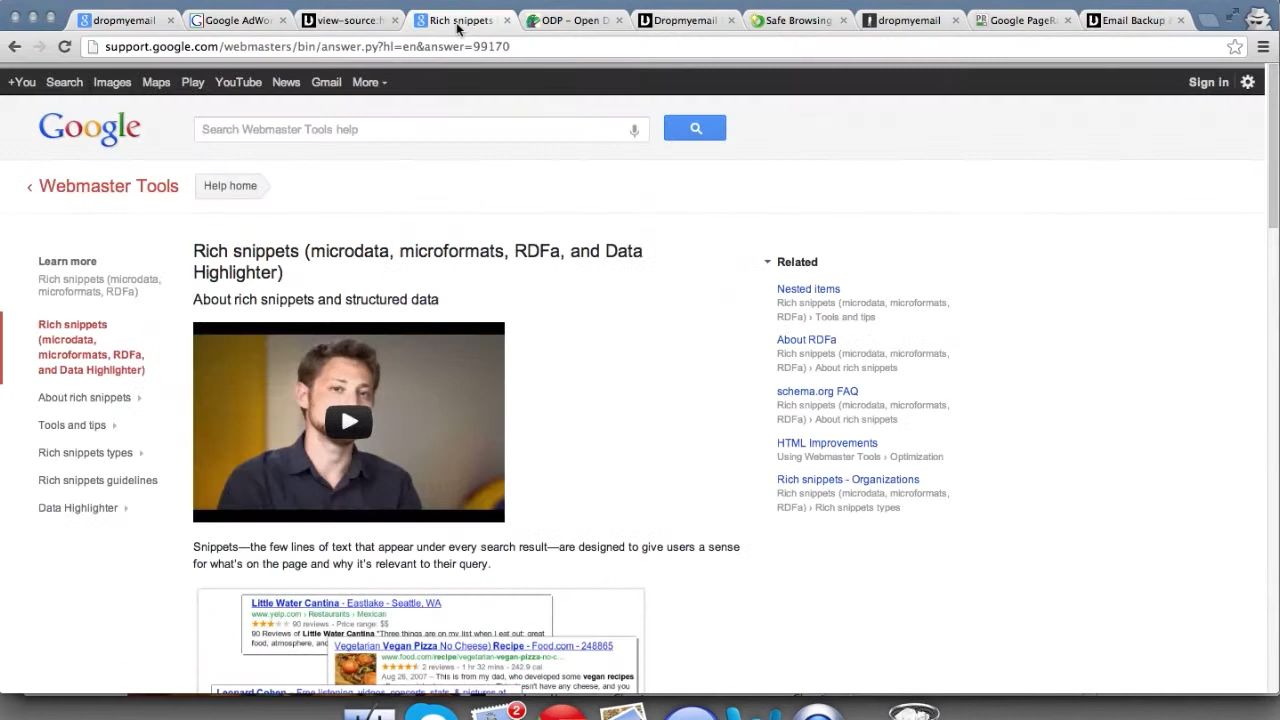 dropmyemail
Google AdWo
view-source:h
Rich snippets
ODP – Open D
Dropmyemail
Safe Browsing
dropmyemail
Google PageRa
Email Backup &
support.google.com/webmasters/bin/answer.py?hl=en&answer=99170
+You Search Images Maps Play YouTube News Gmail More
Sign in
Google
Search Webmaster Tools help
‹ Webmaster Tools
Help home
Learn more
Rich snippets (microdata,
microformats, RDFa)
Rich snippets
(microdata,
microformats, RDFa,
and Data Highlighter)
About rich snippets
Tools and tips
Rich snippets types
Rich snippets guidelines
Data Highlighter
Rich snippets (microdata, microformats, RDFa, and Data
Highlighter)
About rich snippets and structured data
Snippets—the few lines of text that appear under every search result—are designed to give users a sense
for what's on the page and why it's relevant to their query.
Little Water Cantina - Eastlake - Seattle, WA
www.yelp.com › Restaurants › Mexican
90 reviews - Price range: $$
90 Reviews of Little Water Cantina "Three things are on my list when I eat out: great
food, atmosphere,
Vegetarian Vegan Pizza No Cheese) Recipe - Food.com - 248865
www.food.com/recipe/vegetarian-vegan-pizza-no-c...
2 reviews - 1 hr 32 mins - 242.9 cal
Aug 26, 2007 – This is from my dad, who developed some vegan recipes
doesn't have any cheese, and you
Leonard Cohen - Free listening, videos, concerts, stats, & pictures at
Related
Nested items
Rich snippets (microdata, microformats,
RDFa) › Tools and tips
About RDFa
Rich snippets (microdata, microformats,
RDFa) › About rich snippets
schema.org FAQ
Rich snippets (microdata, microformats,
RDFa) › About rich snippets
HTML Improvements
Using Webmaster Tools › Optimization
Rich snippets - Organizations
Rich snippets (microdata, microformats,
RDFa) › Rich snippets types
2